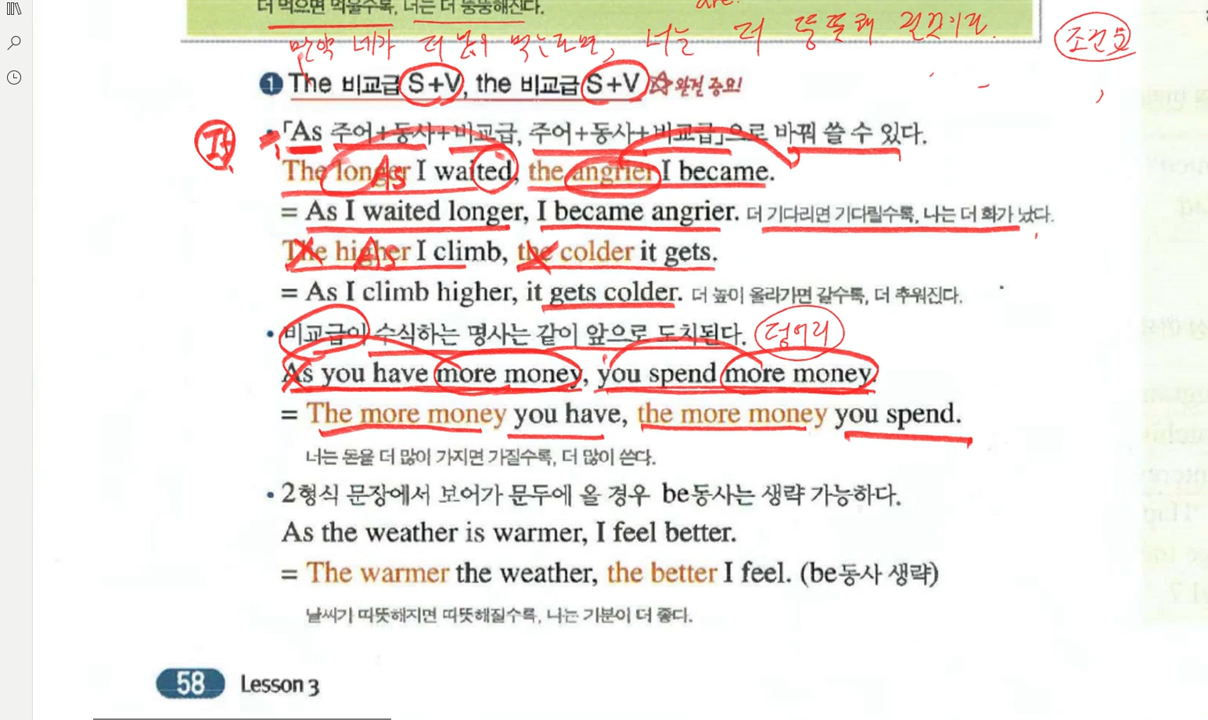 더 먹으면 먹을수록, 너는 더 뚱뚱해진다.
are.
만약 네가 더 많이 먹는다면, 너는 더 뚱뚱해 질것이다.
조건호
❶ The 비교급 S+V, the 비교급 S+V ☆완전 중요!
• 「As 주어+동사+비교급, 주어+동사+비교급」으로 바꿔 쓸 수 있다.
The longer I waited, the angrier I became.
As
= As I waited longer, I became angrier. 더 기다리면 기다릴수록, 나는 더 화가 났다.
The higher I climb, the colder it gets.
As
= As I climb higher, it gets colder. 더 높이 올라가면 갈수록, 더 추워진다.
• 비교급이 수식하는 명사는 같이 앞으로 도치된다. 덩어리
As you have more money, you spend more money.
= The more money you have, the more money you spend.
너는 돈을 더 많이 가지면 가질수록, 더 많이 쓴다.
• 2형식 문장에서 보어가 문두에 올 경우 be동사는 생략 가능하다.
As the weather is warmer, I feel better.
= The warmer the weather, the better I feel. (be동사 생략)
날씨가 따뜻해지면 따뜻해질수록, 나는 기분이 더 좋다.
58 Lesson 3